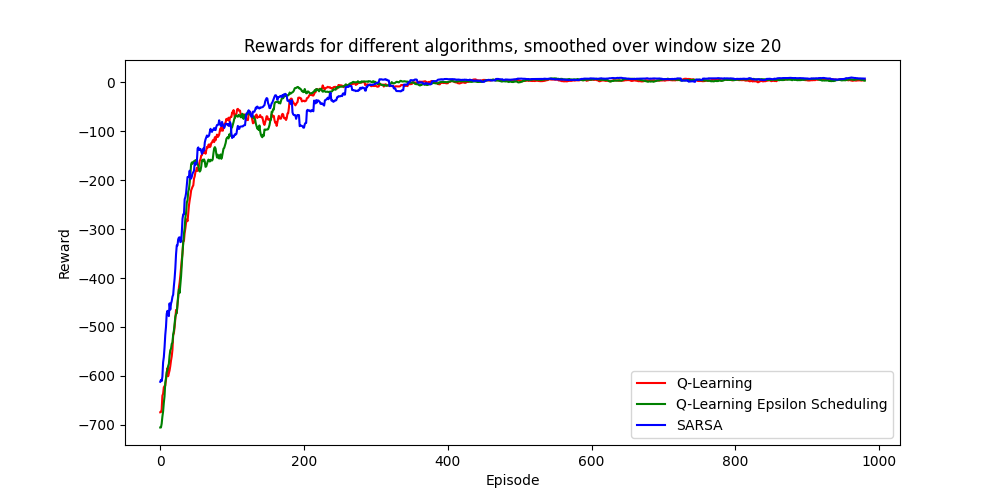 Rewards for different algorithms, smoothed over window size 20
0
−100
−200
−300
−400
−500
−600
−700
Reward
Q-Learning
Q-Learning Epsilon Scheduling
SARSA
0 200 400 600 800 1000
Episode